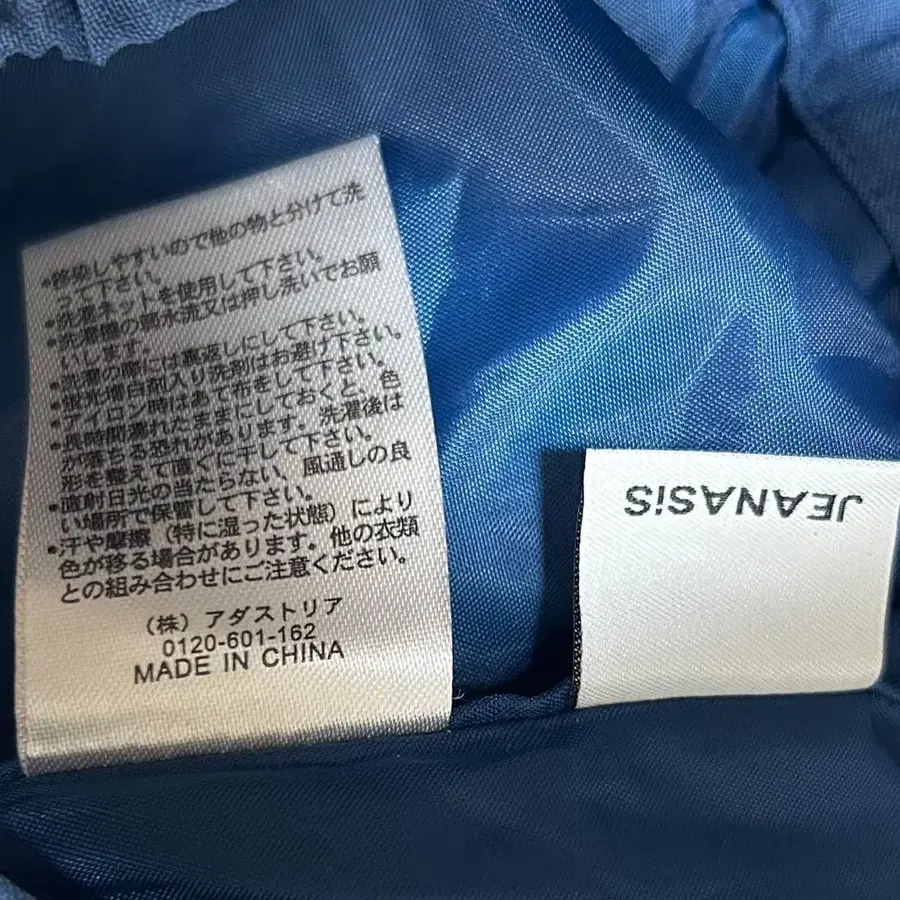 •移染しやすいので他の物と分けて洗
って下さい。
•洗濯ネットを使用して下さい。
•洗濯機の弱水流又は押し洗いでお願
いします。
•洗濯の際には裏返しにして下さい。
•蛍光増白剤入り洗剤はお避け下さい。
•アイロン時はあて布をして下さい。
•長時間濡れたままにしておくと、色
が落ちる恐れがあります。洗濯後は
形を整えて直ぐに干して下さい。
•直射日光の当たらない、風通しの良
い場所で保管して下さい。
•汗や摩擦（特に湿った状態）により
色が移る場合があります。他の衣類
との組み合わせにご注意ください。
（株）アダストリア
0120-601-162
MADE IN CHINA
JEANASiS